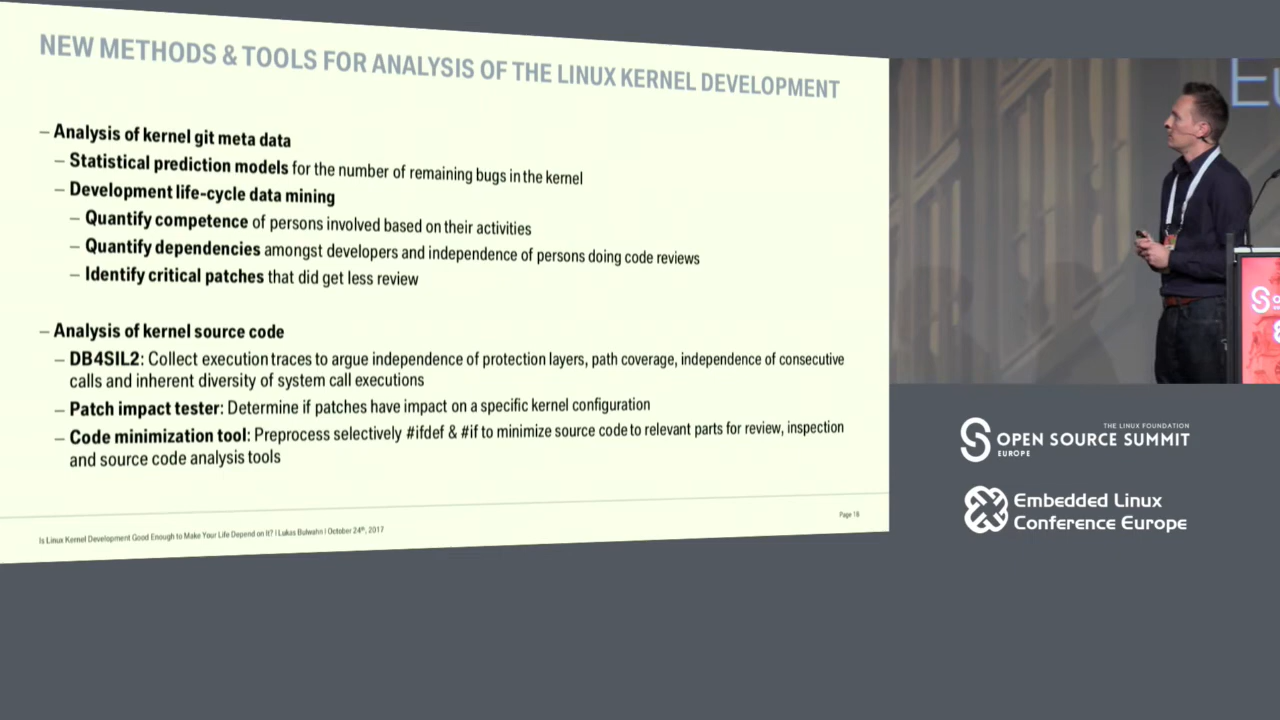 NEW METHODS & TOOLS FOR ANALYSIS OF THE LINUX KERNEL DEVELOPMENT
– Analysis of kernel git meta data
– Statistical prediction models for the number of remaining bugs in the kernel
– Development life-cycle data mining
– Quantify competence of persons involved based on their activities
– Quantify dependencies amongst developers and independence of persons doing code reviews
– Identify critical patches that did get less review
– Analysis of kernel source code
– DB4SIL2: Collect execution traces to argue independence of protection layers, path coverage, independence of consecutive
calls and inherent diversity of system call executions
– Patch impact tester: Determine if patches have impact on a specific kernel configuration
– Code minimization tool: Preprocess selectively #ifdef & #if to minimize source code to relevant parts for review, inspection
and source code analysis tools
Is Linux Kernel Development Good Enough to Make Your Life Depend on It? | Lukas Bulwahn | October 24th, 2017
Page 18
Eu
So
&
THE LINUX FOUNDATION
OPEN SOURCE SUMMIT
EUROPE
Embedded Linux
Conference Europe